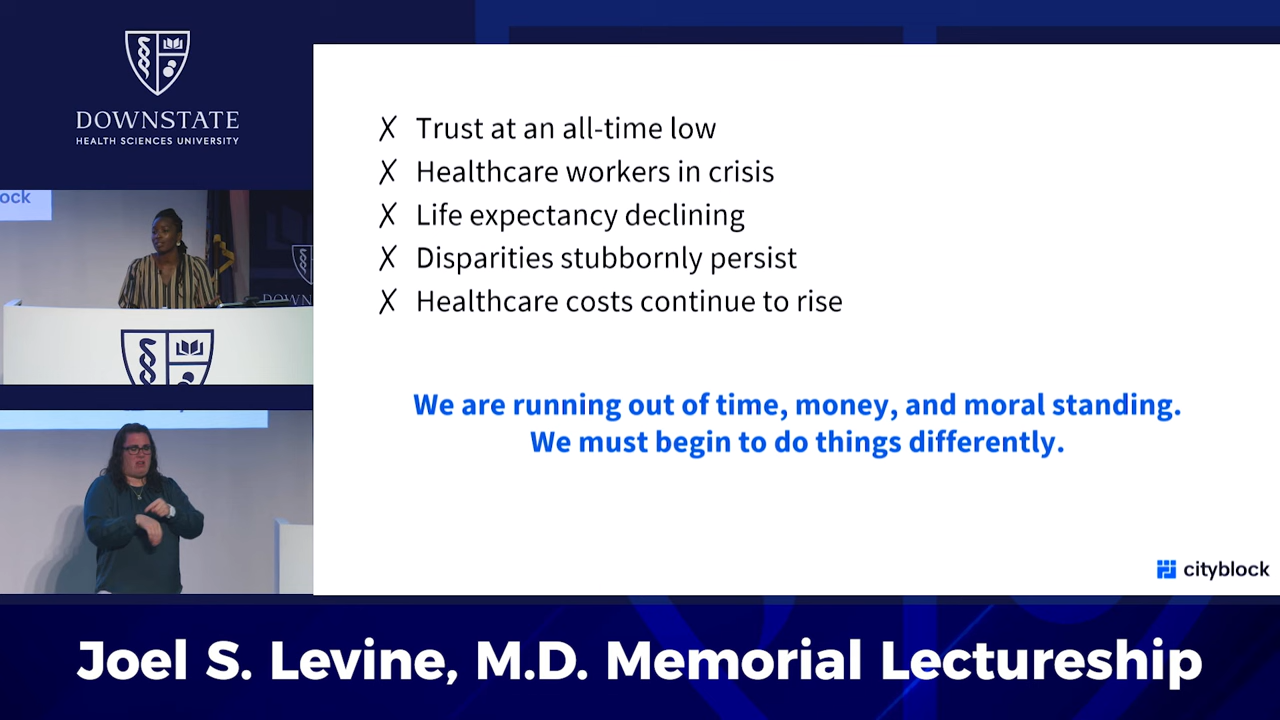 DOWNSTATE
HEALTH SCIENCES UNIVERSITY
ock
DOWN
✗ Trust at an all-time low
✗ Healthcare workers in crisis
✗ Life expectancy declining
✗ Disparities stubbornly persist
✗ Healthcare costs continue to rise
We are running out of time, money, and moral standing.
We must begin to do things differently.
cityblock
Joel S. Levine, M.D. Memorial Lectureship